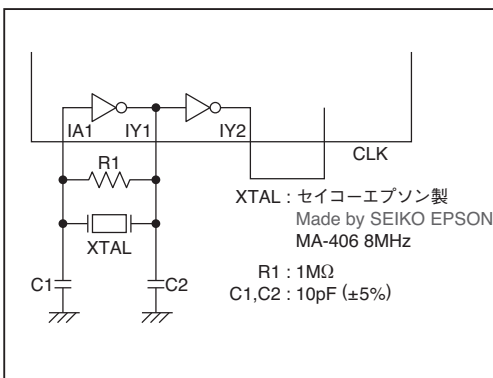 IA1 IY1 IY2
CLK
R1
XTAL
C1 C2
XTAL : セイコーエプソン製
Made by SEIKO EPSON
MA-406 8MHz
R1 : 1MΩ
C1,C2 : 10pF (±5%)